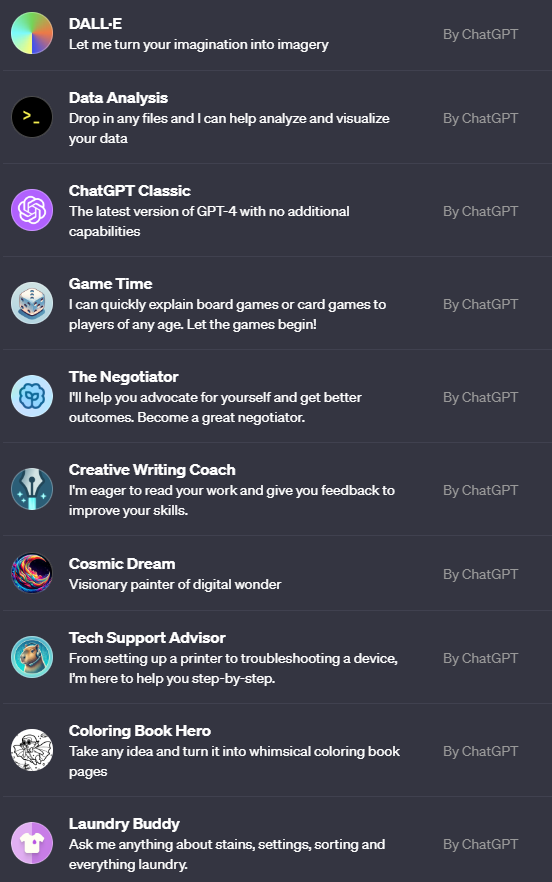 DALL·E
Let me turn your imagination into imagery
By ChatGPT
>_
Data Analysis
Drop in any files and I can help analyze and visualize
your data
By ChatGPT
ChatGPT Classic
The latest version of GPT-4 with no additional
capabilities
By ChatGPT
Game Time
I can quickly explain board games or card games to
players of any age. Let the games begin!
By ChatGPT
The Negotiator
I'll help you advocate for yourself and get better
outcomes. Become a great negotiator.
By ChatGPT
Creative Writing Coach
I'm eager to read your work and give you feedback to
improve your skills.
By ChatGPT
Cosmic Dream
Visionary painter of digital wonder
By ChatGPT
Tech Support Advisor
From setting up a printer to troubleshooting a device,
I'm here to help you step-by-step.
By ChatGPT
Coloring Book Hero
Take any idea and turn it into whimsical coloring book
pages
By ChatGPT
Laundry Buddy
Ask me anything about stains, settings, sorting and
everything laundry.
By ChatGPT